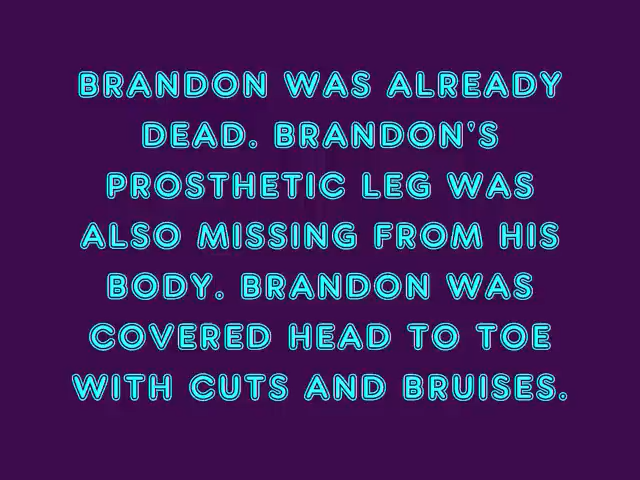 BRANDON WAS ALREADY
DEAD. BRANDON'S
PROSTHETIC LEG WAS
ALSO MISSING FROM HIS
BODY. BRANDON WAS
COVERED HEAD TO TOE
WITH CUTS AND BRUISES.